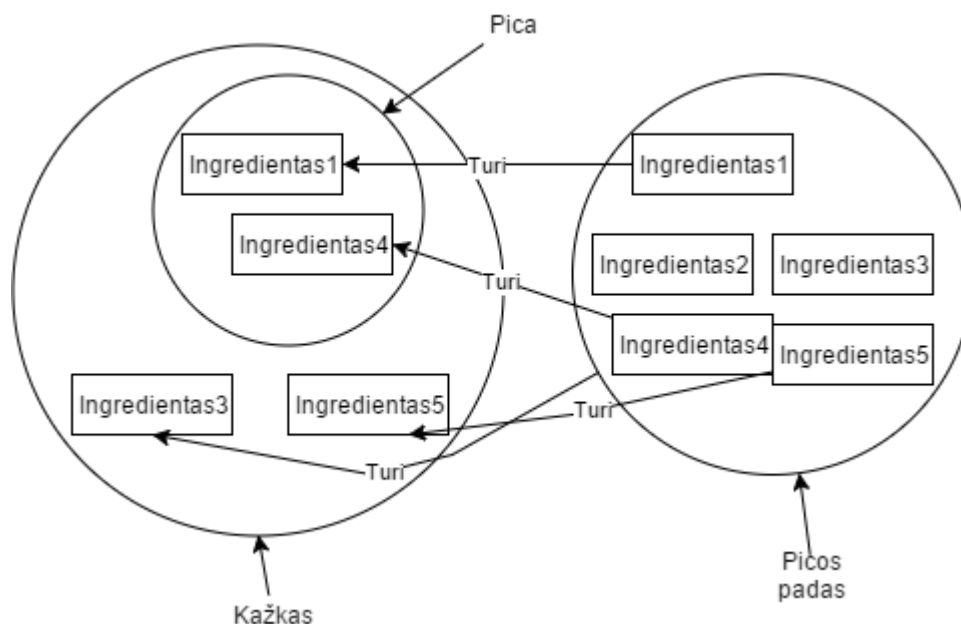 Pica
Ingredientas1
Turi
Ingredientas1
Ingredientas4
Turi
Ingredientas2
Ingredientas3
Ingredientas4
Ingredientas5
Ingredientas3
Ingredientas5
Turi
Turi
Picos
padas
Kažkas